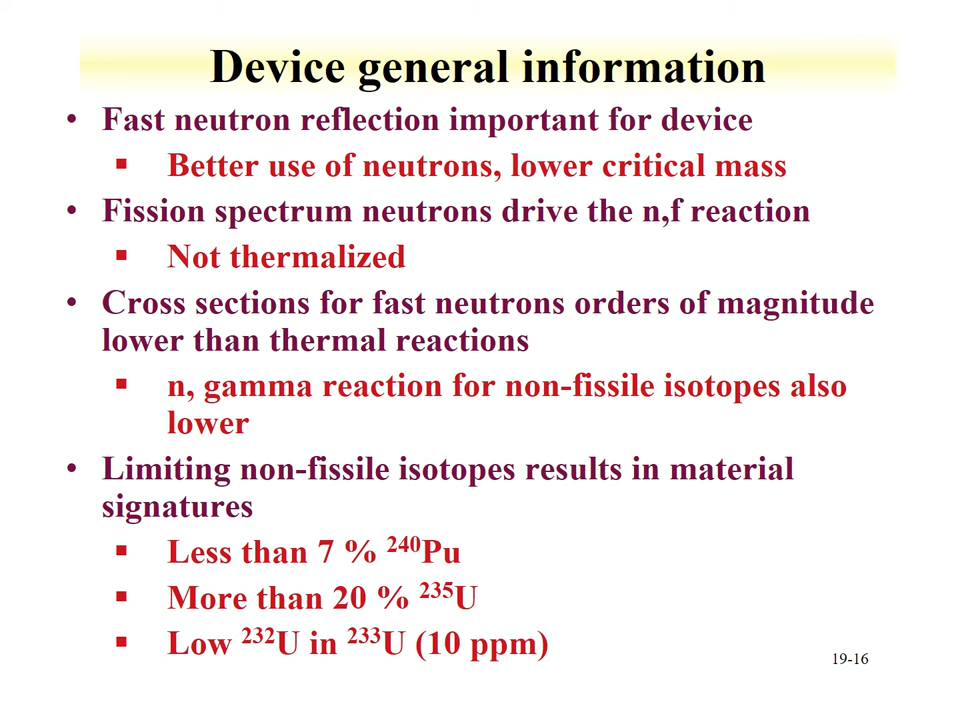 Device general information
• Fast neutron reflection important for device
▪ Better use of neutrons, lower critical mass
• Fission spectrum neutrons drive the n,f reaction
▪ Not thermalized
• Cross sections for fast neutrons orders of magnitude
lower than thermal reactions
▪ n, gamma reaction for non-fissile isotopes also
lower
• Limiting non-fissile isotopes results in material
signatures
▪ Less than 7 % ²⁴⁰Pu
▪ More than 20 % ²³⁵U
▪ Low ²³²U in ²³³U (10 ppm)
19-16